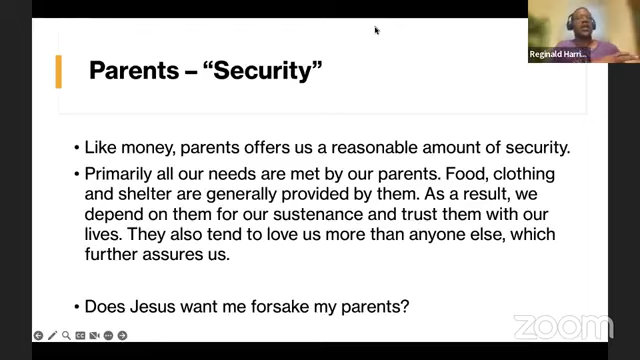 Reginald Harri...
Parents – “Security”
• Like money, parents offers us a reasonable amount of security.
• Primarily all our needs are met by our parents. Food, clothing
and shelter are generally provided by them. As a result, we
depend on them for our sustenance and trust them with our
lives. They also tend to love us more than anyone else, which
further assures us.
• Does Jesus want me forsake my parents?
zoom